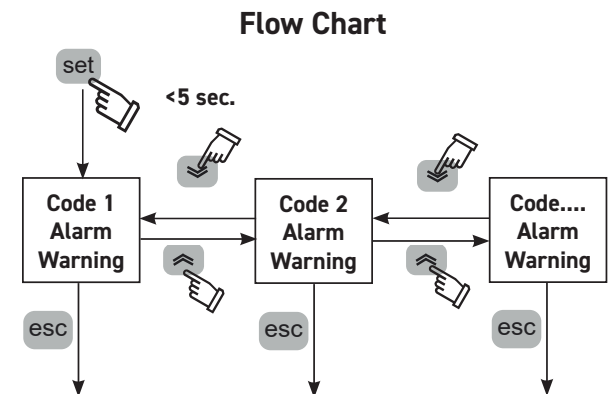 Flow Chart
set
<5 sec.
Code 1
Alarm
Warning
Code 2
Alarm
Warning
Code....
Alarm
Warning
esc
esc
esc